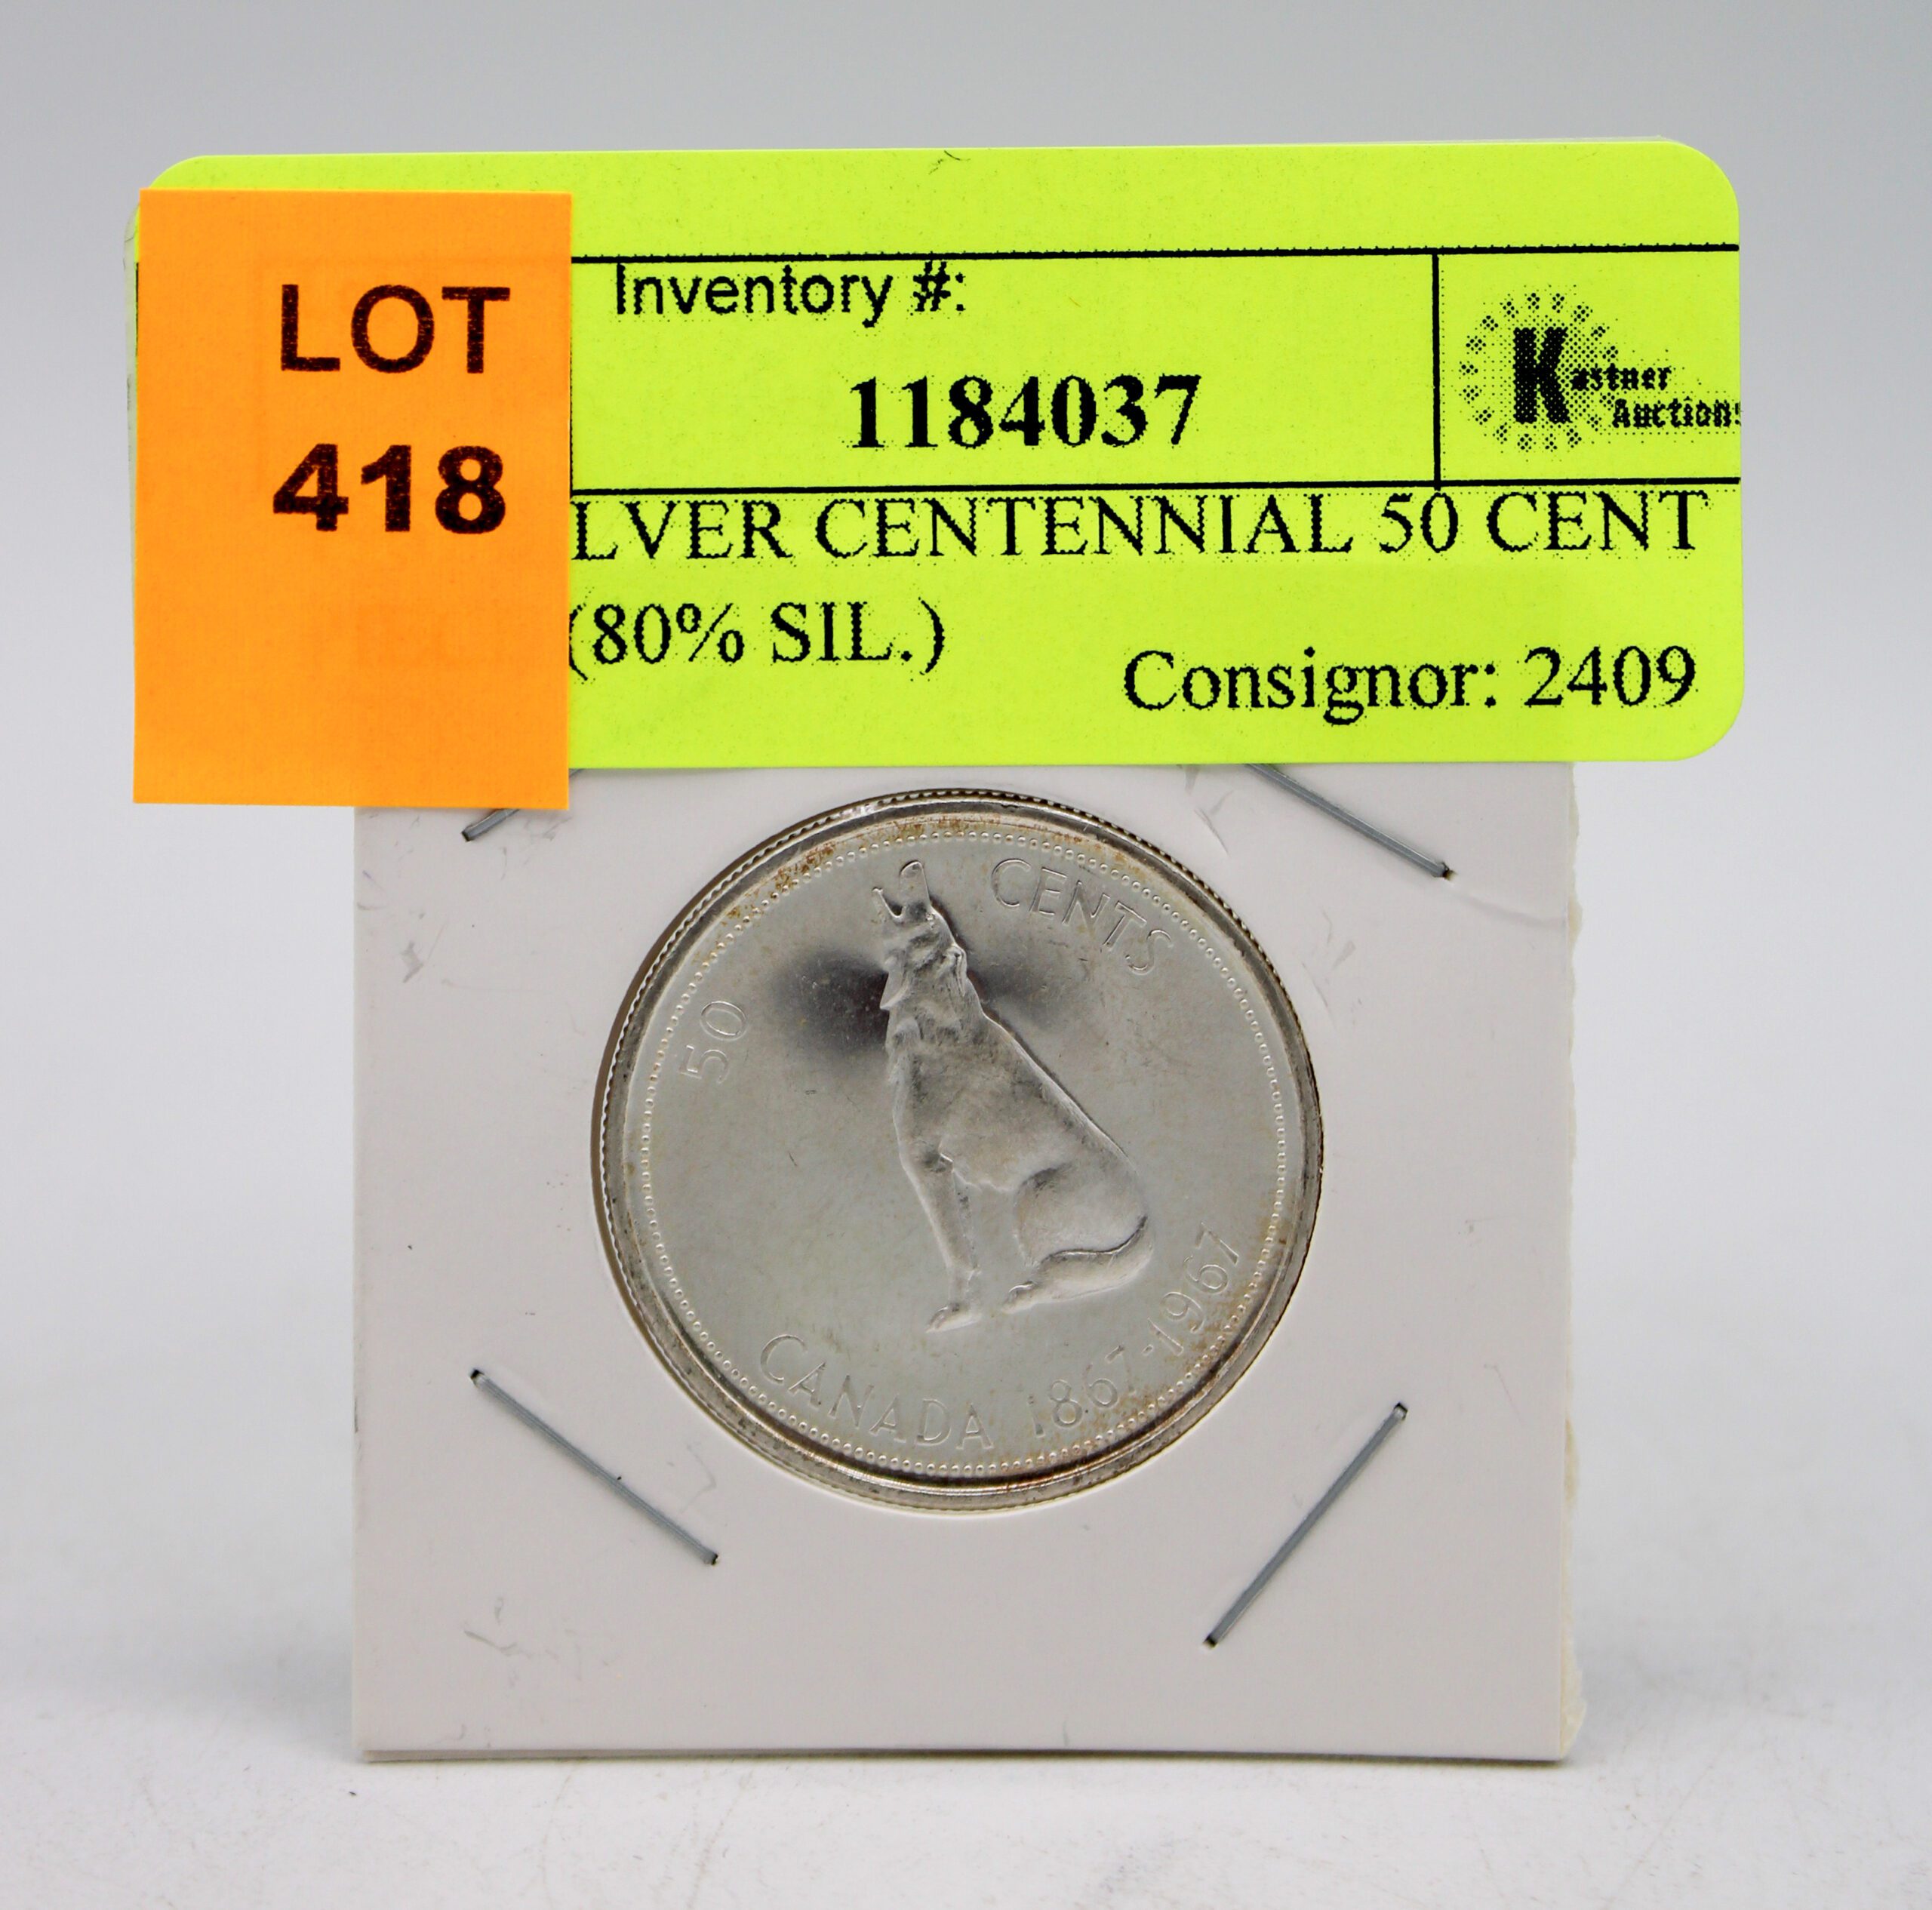 LOT
418
Inventory #:
1184037
Kastner
Auctions
LVER CENTENNIAL 50 CENT
(80% SIL.)
Consignor: 2409
50 CENTS
CANADA 1867-1967